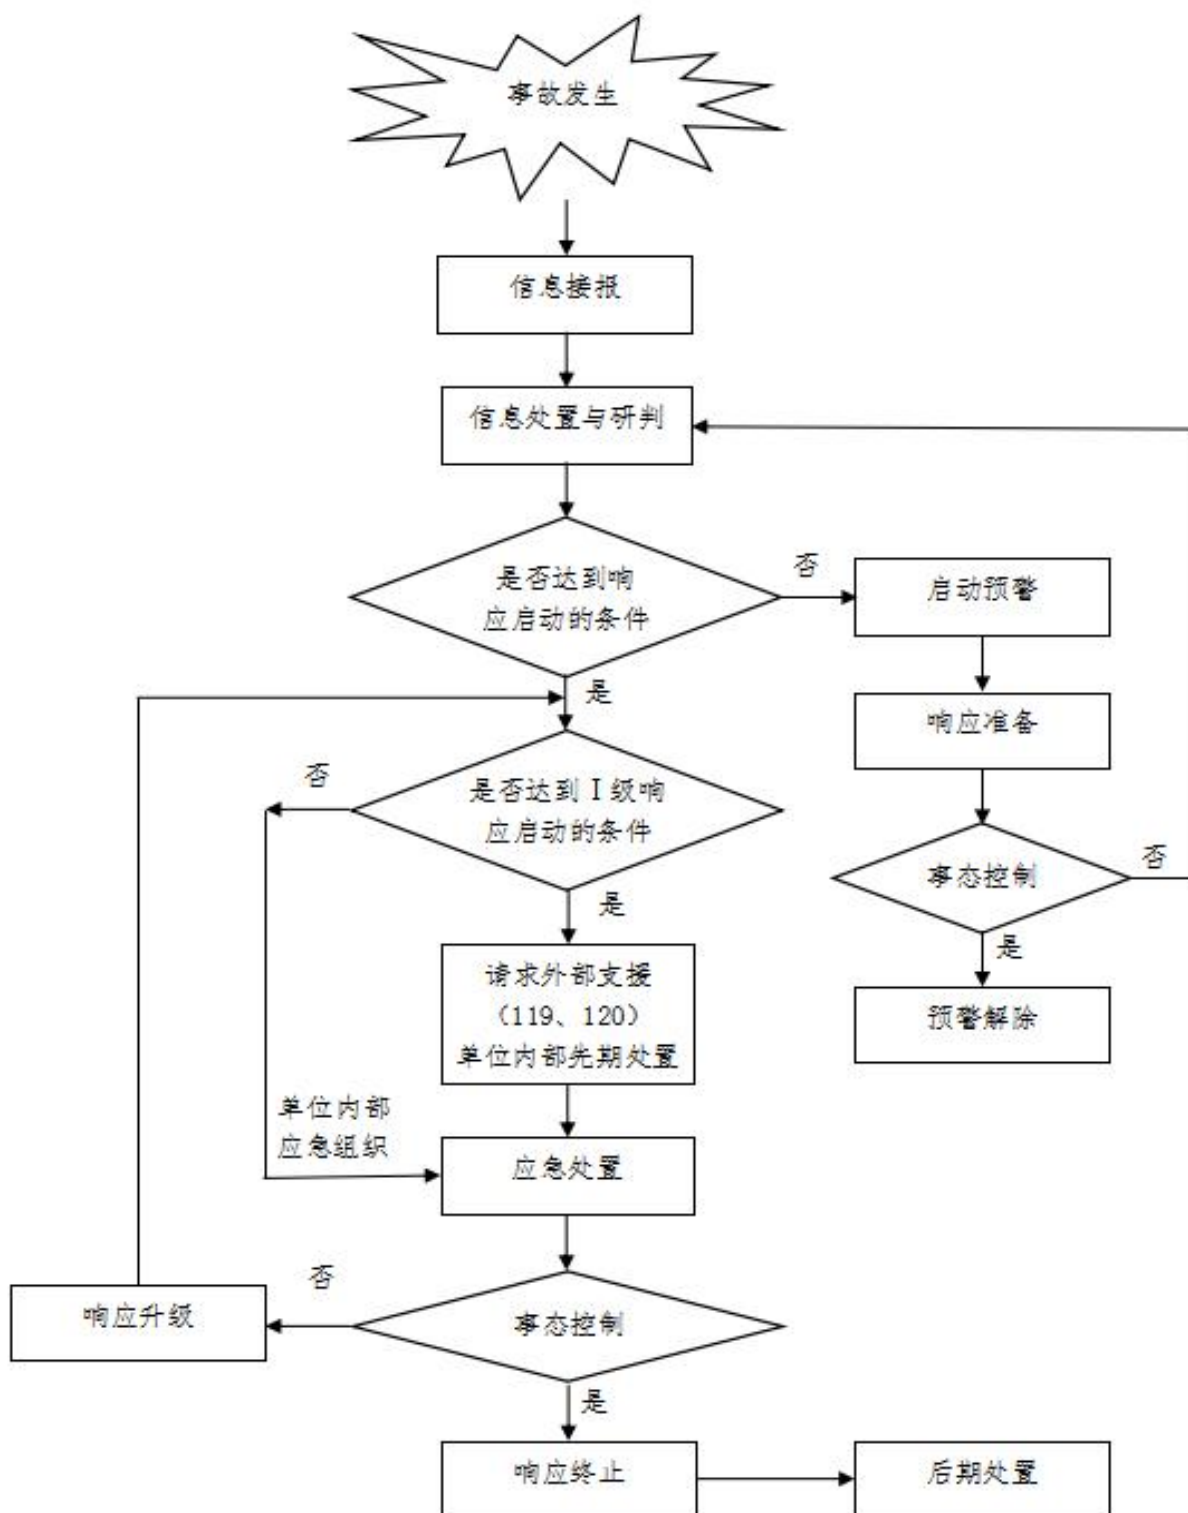 事故发生
信息接报
信息处置与研判
是否达到响
应启动的条件
否
启动预警
是
响应准备
否
是否达到Ⅰ级响
应启动的条件
事态控制
否
是
是
请求外部支援
（119、120）
单位内部先期处置
预警解除
单位内部
应急组织
应急处置
否
响应升级
事态控制
是
响应终止
后期处置